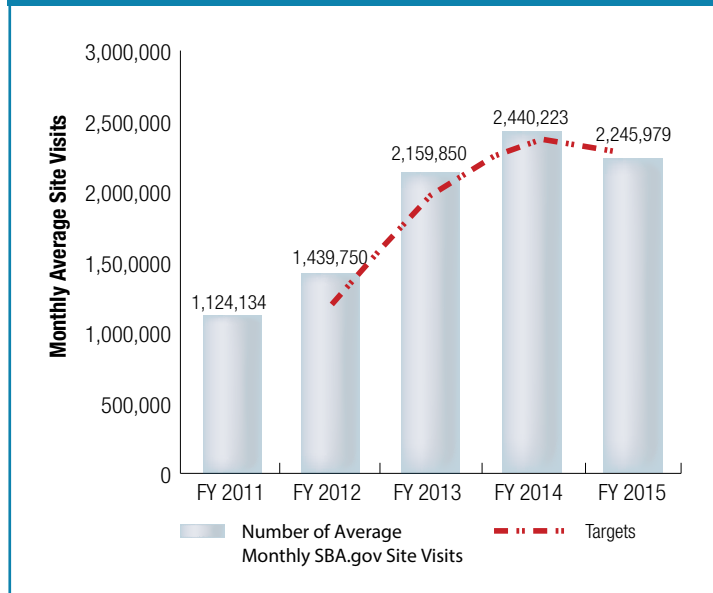 3,000,000
2,500,000
2,000,000
1,50,0000
1,000,000
500,000
0
Monthly Average Site Visits
1,124,134
1,439,750
2,159,850
2,440,223
2,245,979
FY 2011
FY 2012
FY 2013
FY 2014
FY 2015
Number of Average
Monthly SBA.gov Site Visits
Targets